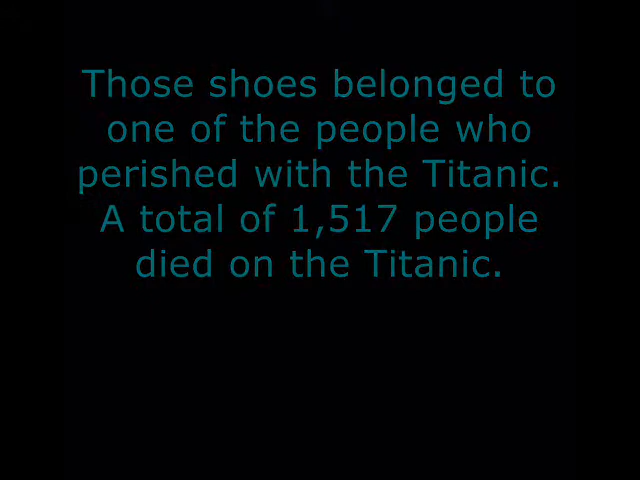 Those shoes belonged to
one of the people who
perished with the Titanic.
A total of 1,517 people
died on the Titanic.